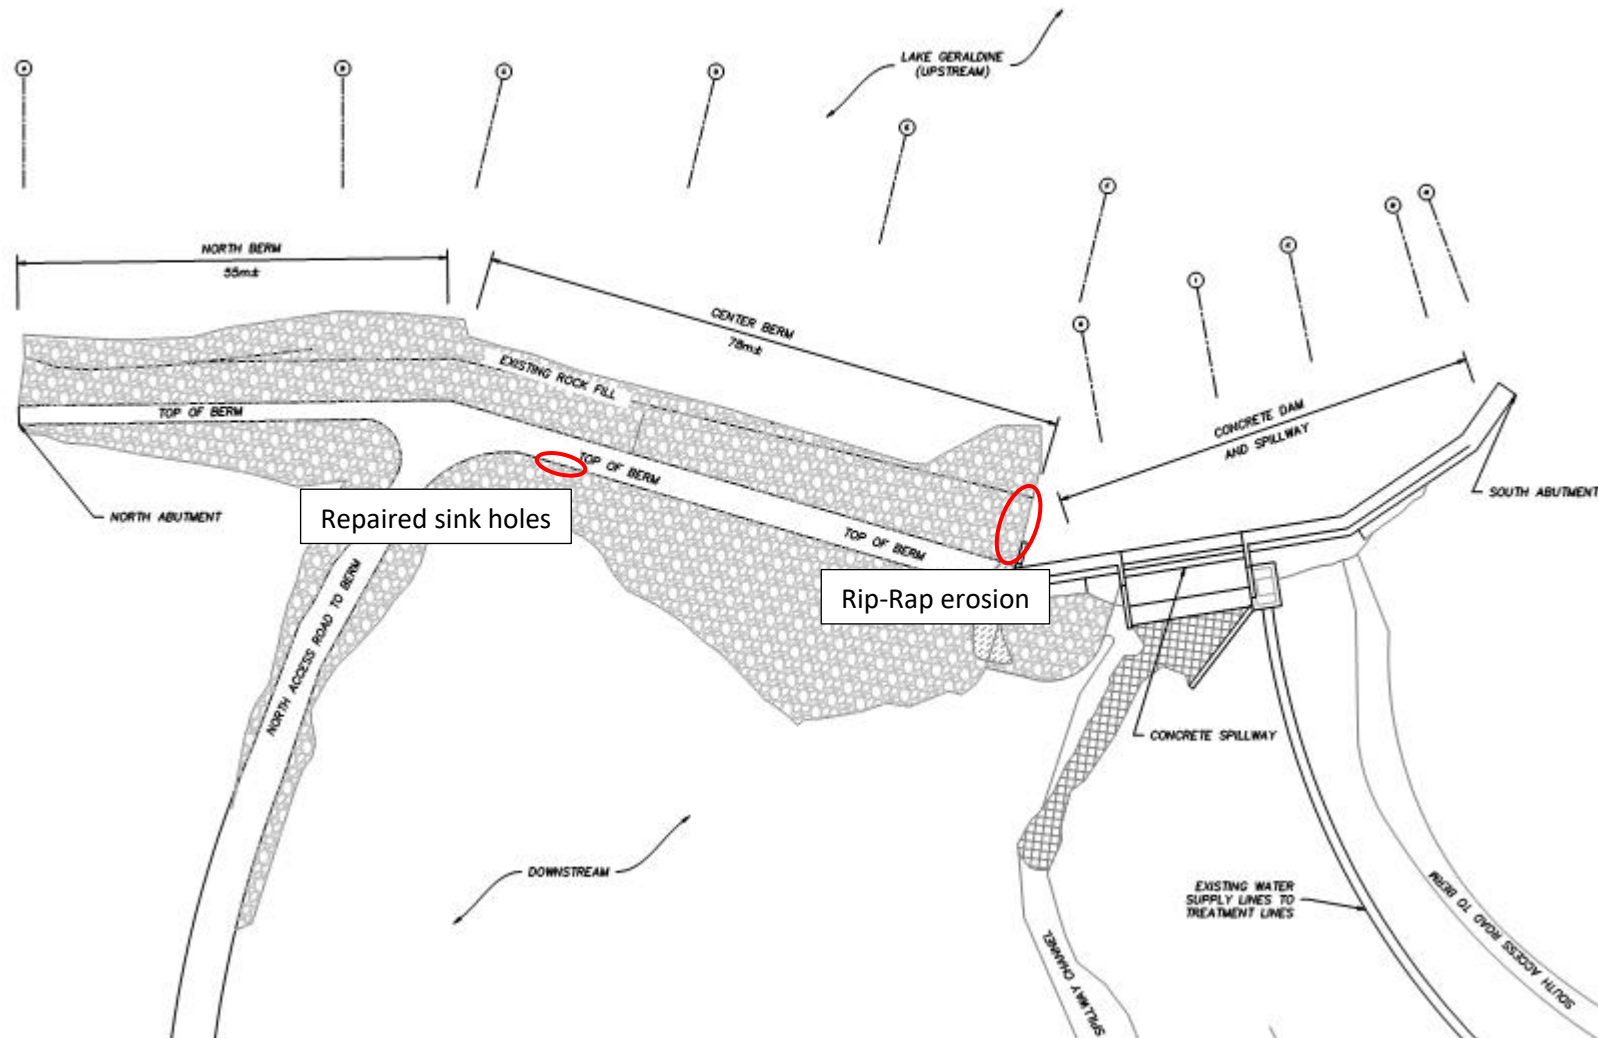 LAKE GERALDINE
(UPSTREAM)
NORTH BERM
55m±
CENTER BERM
78m±
EXISTING ROCK FILL
CONCRETE DAM
AND SPILLWAY
TOP OF BERM
TOP OF BERM
TOP OF BERM
NORTH ABUTMENT
SOUTH ABUTMENT
Repaired sink holes
Rip-Rap erosion
NORTH ACCESS ROAD TO BERM
CONCRETE SPILLWAY
DOWNSTREAM
EXISTING WATER
SUPPLY LINES TO
TREATMENT LINES
SPILLWAY CHANNEL
SOUTH ACCESS ROAD TO BERM